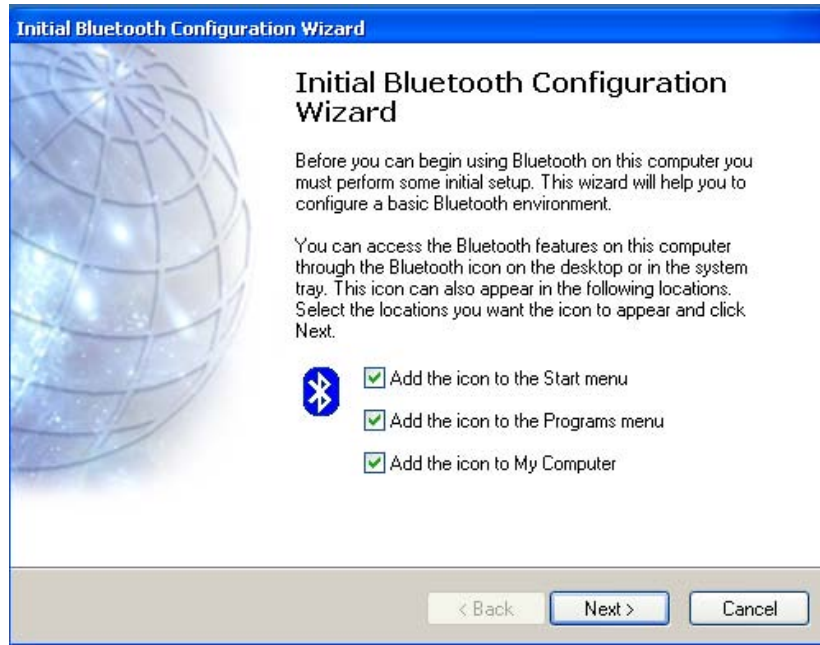 Initial Bluetooth Configuration Wizard
Initial Bluetooth Configuration
Wizard
Before you can begin using Bluetooth on this computer you
must perform some initial setup. This wizard will help you to
configure a basic Bluetooth environment.
You can access the Bluetooth features on this computer
through the Bluetooth icon on the desktop or in the system
tray. This icon can also appear in the following locations.
Select the locations you want the icon to appear and click
Next.
Add the icon to the Start menu
Add the icon to the Programs menu
Add the icon to My Computer
< Back
Next >
Cancel